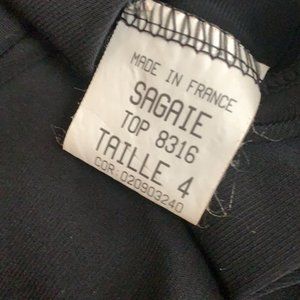 MADE IN FRANCE
SAGAIE
TOP 8316
TAILLE 4
COR:020903240